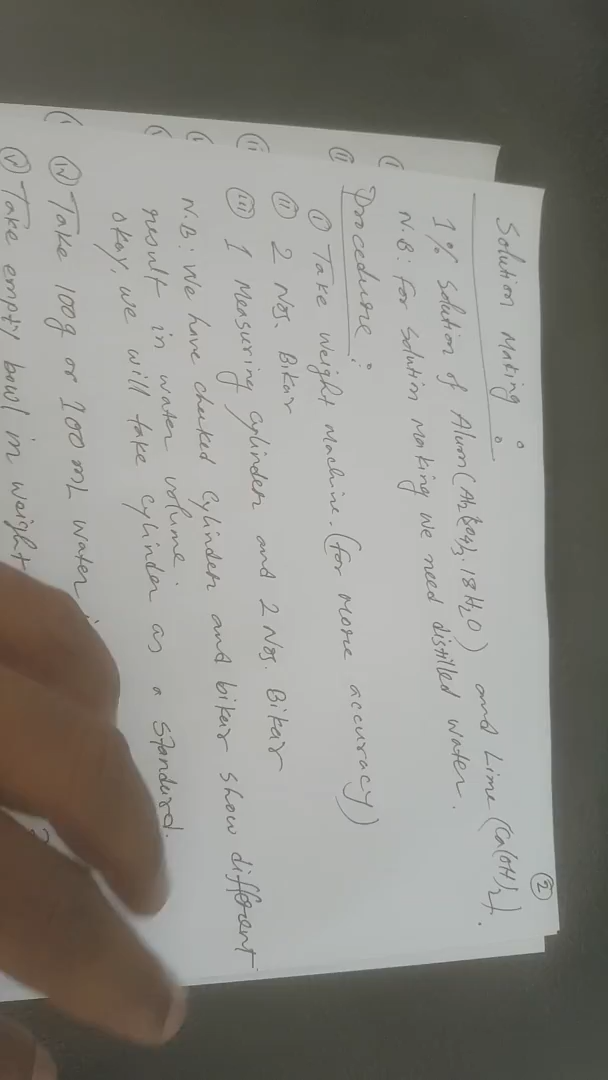 ②
Solution Making :
1% Solution of Alum (Al2(SO4)3.18H2O) and Lime (Ca(OH)2).
N.B: For solution making we need distilled water.
Procedure :
(i) Take weight Machine. (for more accuracy)
(ii) 2 Nos. Bikar
(iii) 1 Measuring cylinder and 2 Nos. Bikar
N.B: We have checked cylinder and bikar show different
result in water volume.
okay, we will take cylinder as a standard.
(iv) Take 100g or 100 mL water
(v) Take empty bowl in weight